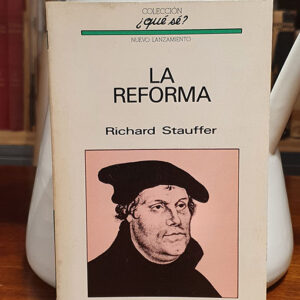 COLECCIÓN
¿qué sé?
NUEVO LANZAMIENTO
LA
REFORMA
Richard Stauffer